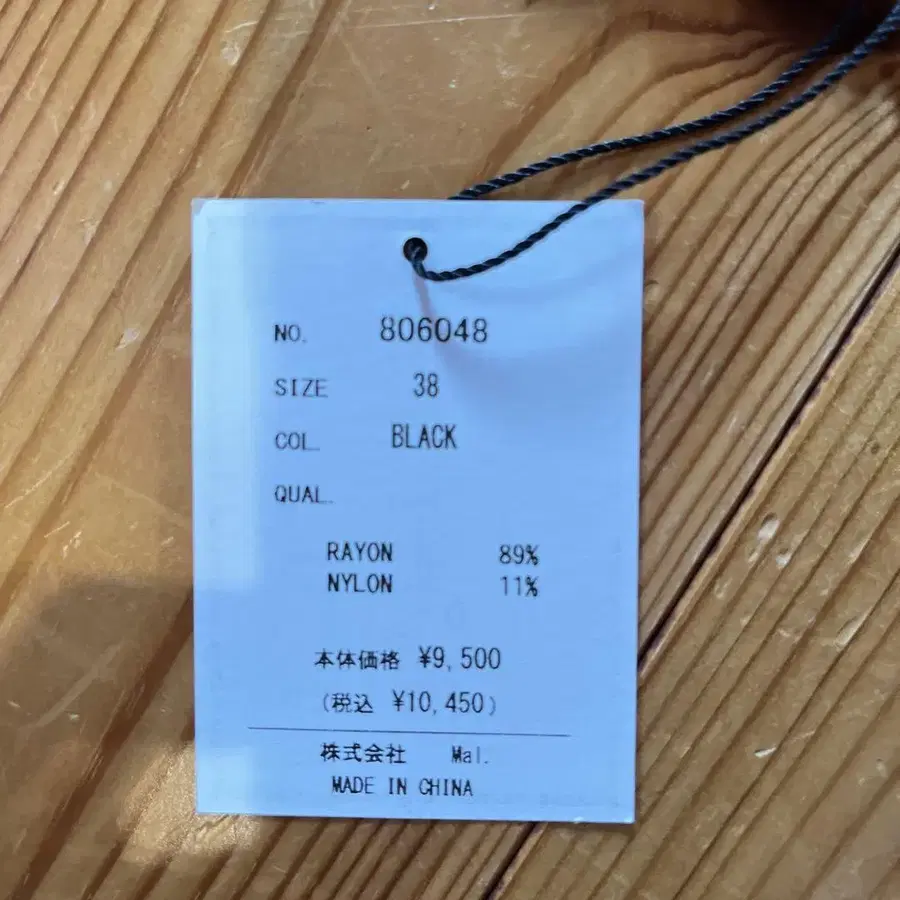 NO. 806048
SIZE 38
COL. BLACK
QUAL.
RAYON 89%
NYLON 11%
本体価格 ¥9,500
(税込 ¥10,450)
株式会社 Mal.
MADE IN CHINA